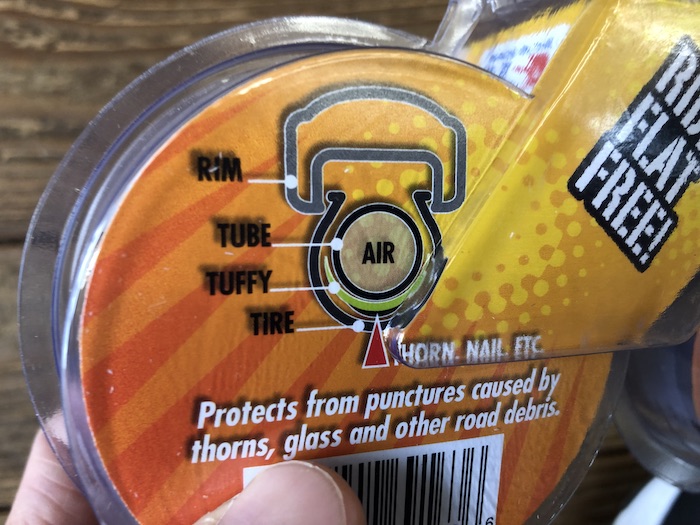 RIM
TUBE
AIR
TUFFY
TIRE
HORN, NAIL, ETC.
Protects from punctures caused by
thorns, glass and other road debris.
FLAT
FREE!
6